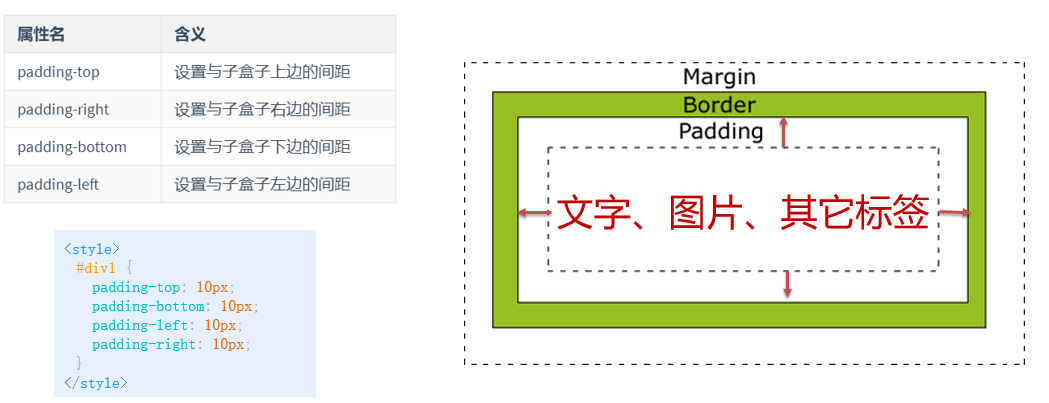 属性名 含义
padding-top 设置与子盒子上边的间距
padding-right 设置与子盒子右边的间距
padding-bottom 设置与子盒子下边的间距
padding-left 设置与子盒子左边的间距
<style>
#div1 {
padding-top: 10px;
padding-bottom: 10px;
padding-left: 10px;
padding-right: 10px;
}
</style>
Margin
Border
Padding
文字、图片、其它标签